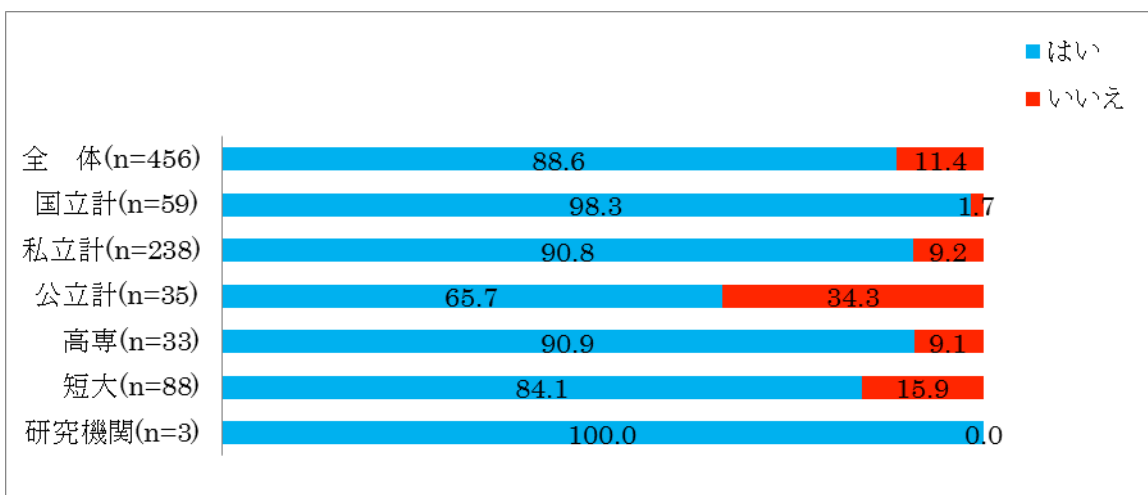 はい
いいえ
全　体(n=456) 88.6 11.4
国立計(n=59) 98.3 1.7
私立計(n=238) 90.8 9.2
公立計(n=35) 65.7 34.3
高専(n=33) 90.9 9.1
短大(n=88) 84.1 15.9
研究機関(n=3) 100.0 0.0